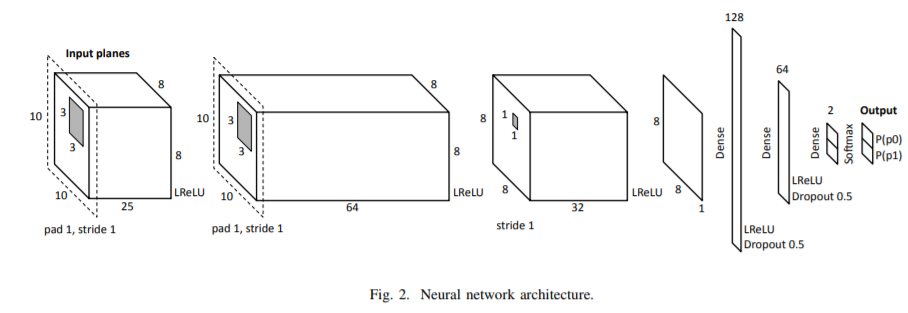 128
Input planes
64
8
8
10
3
3
10
8
LReLU
25
pad 1, stride 1
10
3
3
10
8
LReLU
64
pad 1, stride 1
8
1
1
8
LReLU
32
stride 1
8
8
1
Dense
LReLU
Dropout 0.5
Dense
LReLU
Dropout 0.5
Dense
2
Softmax
Output
P(p0)
P(p1)
Fig. 2. Neural network architecture.